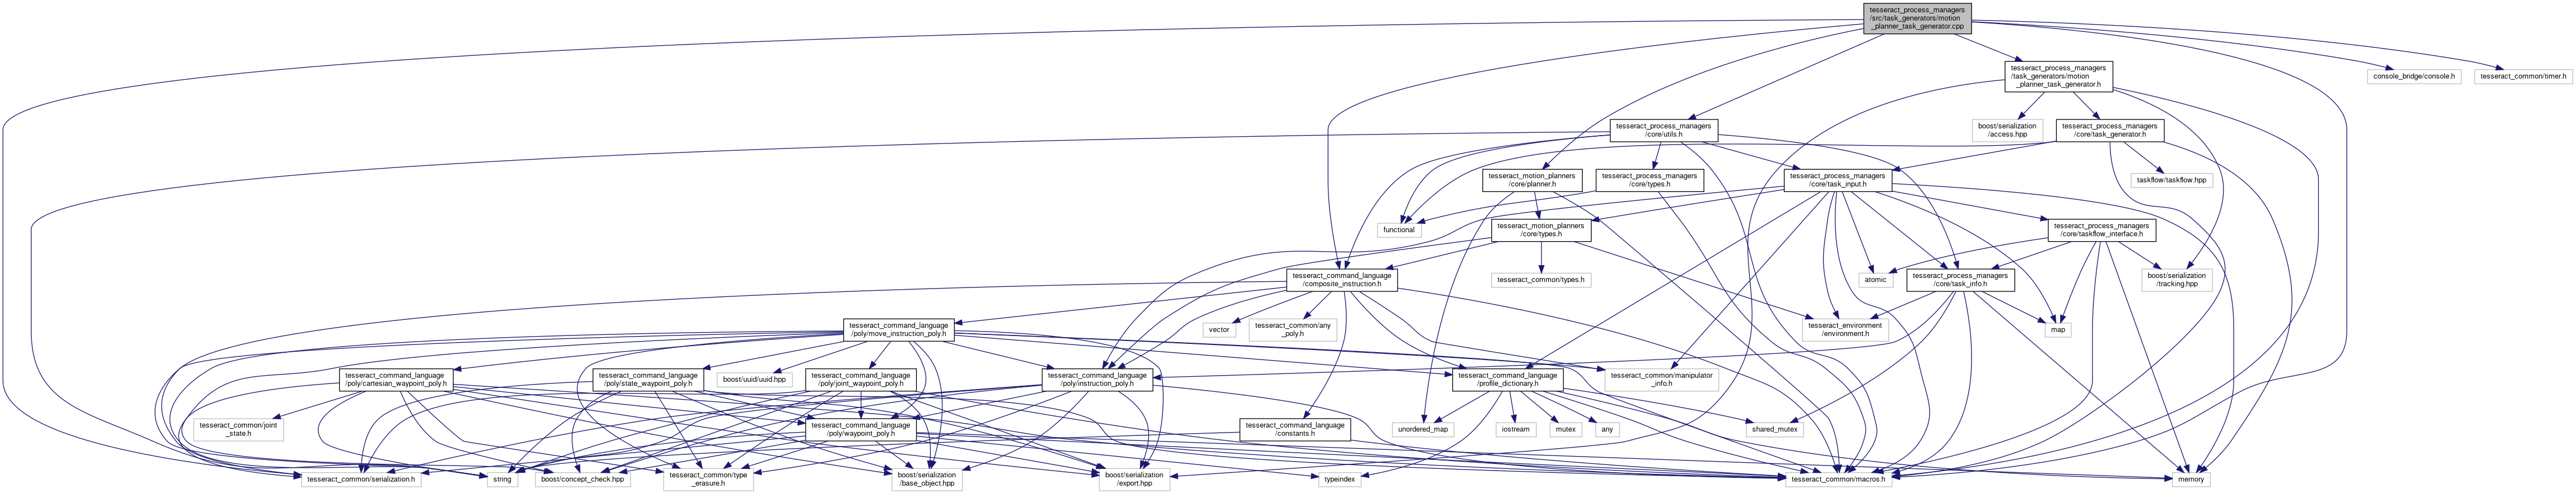 tesseract_process_managers
/src/task_generators/motion
_planner_task_generator.cpp
tesseract_process_managers
/task_generators/motion
_planner_task_generator.h
console_bridge/console.h
tesseract_common/timer.h
tesseract_process_managers
/core/utils.h
boost/serialization
/access.hpp
tesseract_process_managers
/core/task_generator.h
tesseract_motion_planners
/core/planner.h
tesseract_process_managers
/core/types.h
tesseract_process_managers
/core/task_input.h
taskflow/taskflow.hpp
functional
tesseract_motion_planners
/core/types.h
tesseract_process_managers
/core/taskflow_interface.h
tesseract_command_language
/composite_instruction.h
tesseract_common/types.h
atomic
tesseract_process_managers
/core/task_info.h
boost/serialization
/tracking.hpp
tesseract_command_language
/poly/move_instruction_poly.h
vector
tesseract_common/any
_poly.h
tesseract_environment
/environment.h
map
tesseract_command_language
/poly/cartesian_waypoint_poly.h
tesseract_command_language
/poly/state_waypoint_poly.h
boost/uuid/uuid.hpp
tesseract_command_language
/poly/joint_waypoint_poly.h
tesseract_command_language
/poly/instruction_poly.h
tesseract_command_language
/profile_dictionary.h
tesseract_common/manipulator
_info.h
tesseract_common/joint
_state.h
tesseract_command_language
/poly/waypoint_poly.h
tesseract_command_language
/constants.h
unordered_map
iostream
mutex
any
shared_mutex
tesseract_common/serialization.h
string
boost/concept_check.hpp
tesseract_common/type
_erasure.h
boost/serialization
/base_object.hpp
boost/serialization
/export.hpp
typeindex
tesseract_common/macros.h
memory